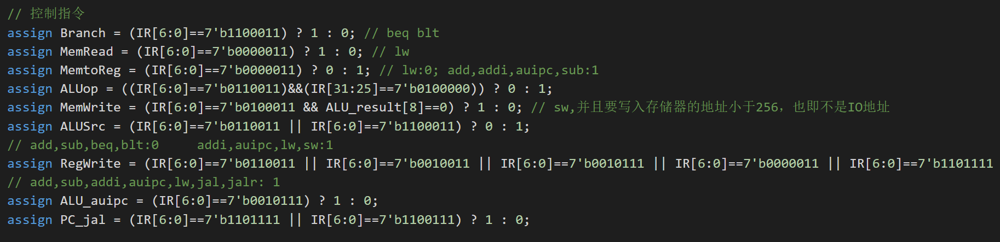 // 控制指令
assign Branch = (IR[6:0]==7'b1100011) ? 1 : 0; // beq blt
assign MemRead = (IR[6:0]==7'b0000011) ? 1 : 0; // lw
assign MemtoReg = (IR[6:0]==7'b0000011) ? 0 : 1; // lw:0; add,addi,auipc,sub:1
assign ALUop = ((IR[6:0]==7'b0110011)&&(IR[31:25]==7'b0100000)) ? 0 : 1;
assign MemWrite = (IR[6:0]==7'b0100011 && ALU_result[8]==0) ? 1 : 0; // sw,并且要写入存储器的地址小于256，也即不是IO地址
assign ALUSrc = (IR[6:0]==7'b0110011 || IR[6:0]==7'b1100011) ? 0 : 1;
// add,sub,beq,blt:0     addi,auipc,lw,sw:1
assign RegWrite = (IR[6:0]==7'b0110011 || IR[6:0]==7'b0010011 || IR[6:0]==7'b0010111 || IR[6:0]==7'b0000011 || IR[6:0]==7'b1101111
// add,sub,addi,auipc,lw,jal,jalr: 1
assign ALU_auipc = (IR[6:0]==7'b0010111) ? 1 : 0;
assign PC_jal = (IR[6:0]==7'b1101111 || IR[6:0]==7'b1100111) ? 1 : 0;